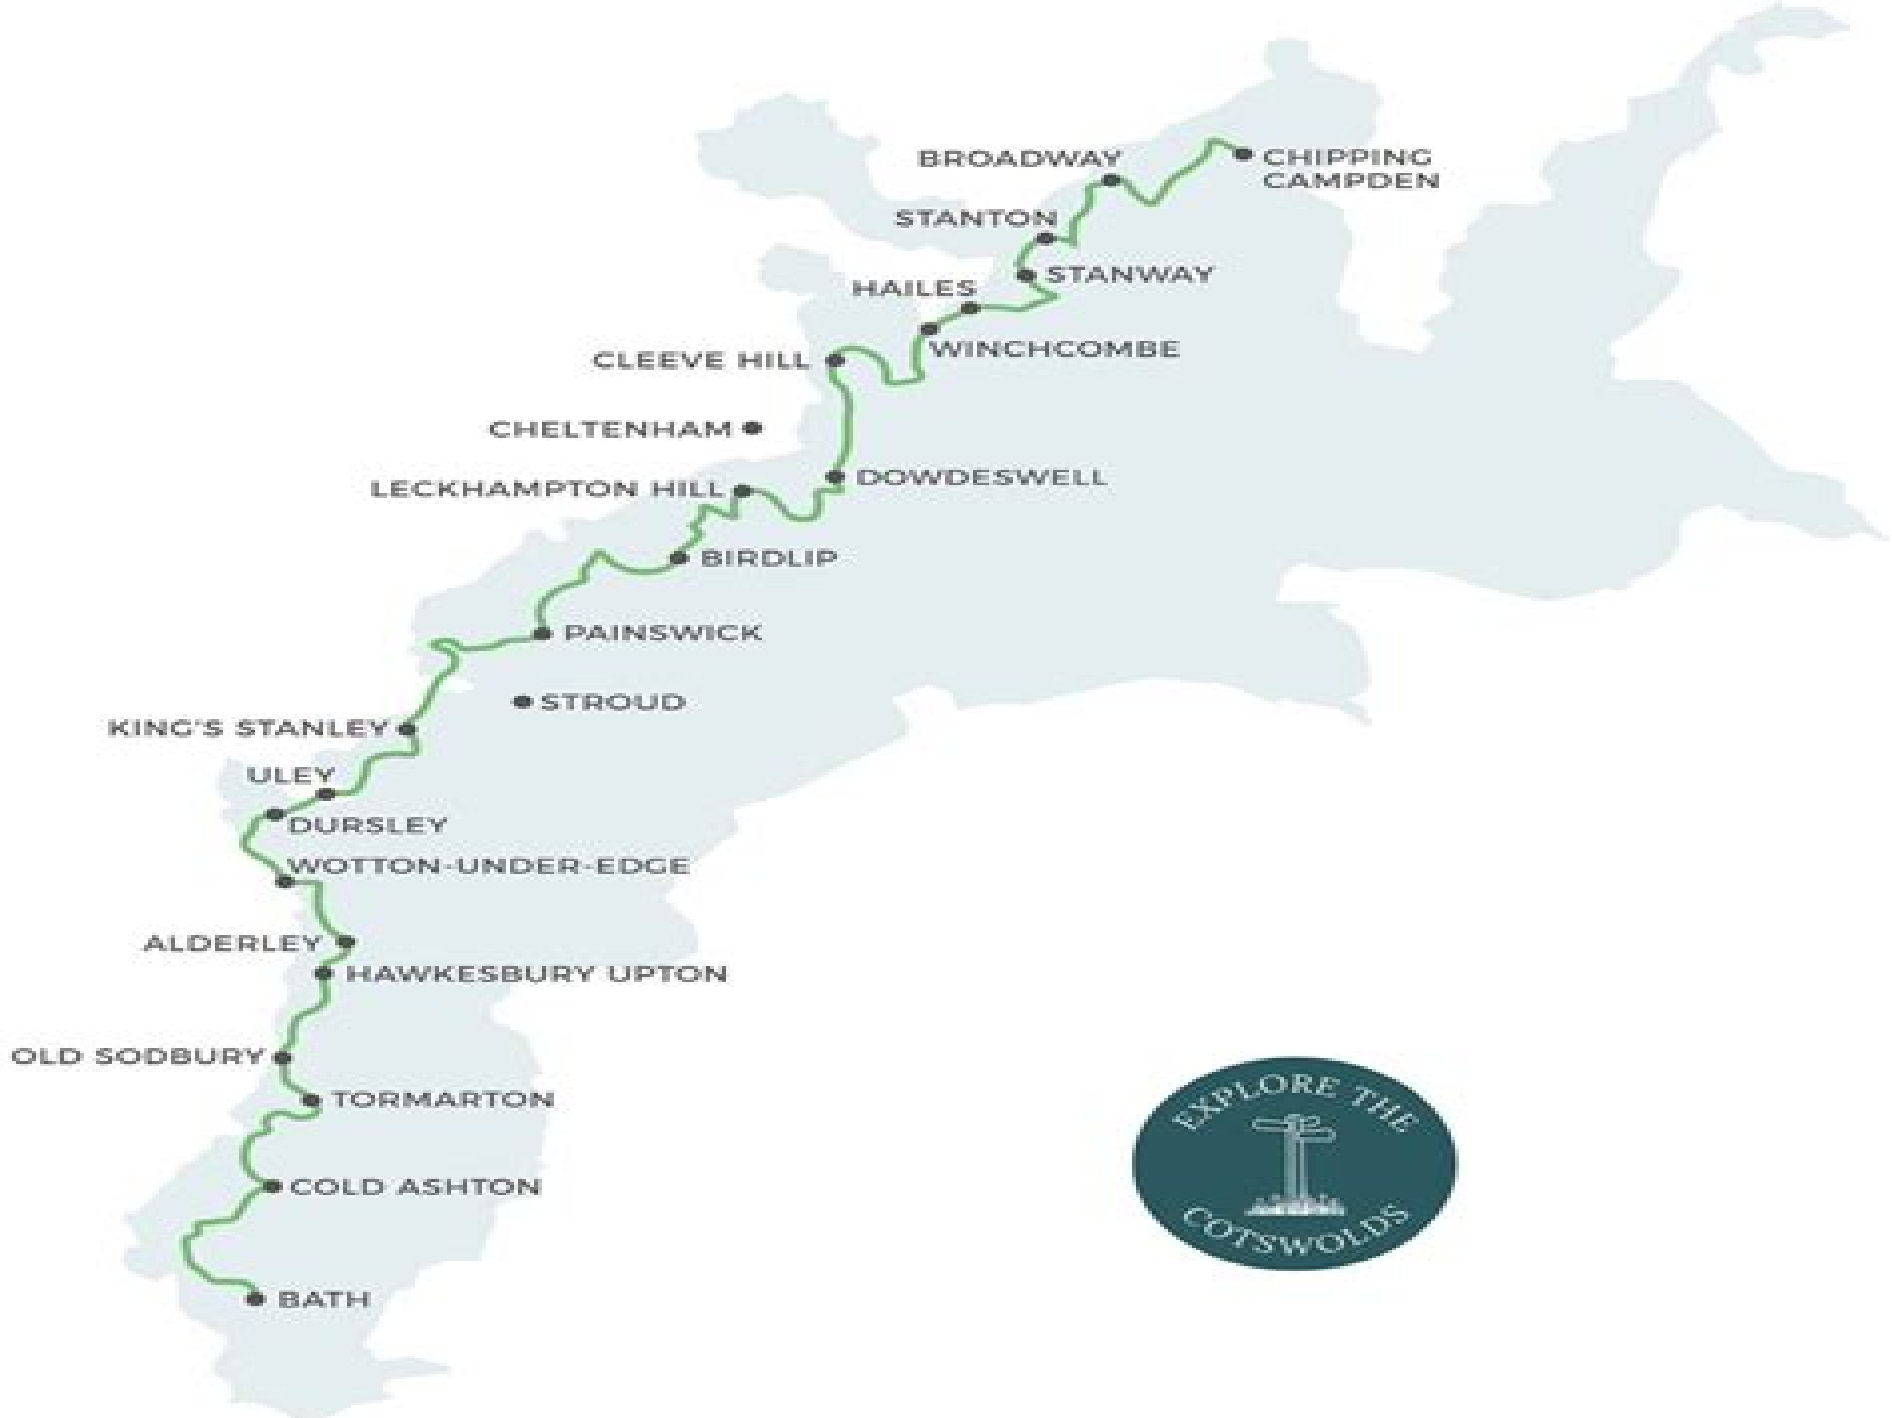 BROADWAY
CHIPPING
CAMPDEN
STANTON
STANWAY
HAILES
WINCHCOMBE
CLEEVE HILL
CHELTENHAM
DOWDESWELL
LECKHAMPTON HILL
BIRDLIP
PAINSWICK
STROUD
KING'S STANLEY
ULEY
DURSLEY
WOTTON-UNDER-EDGE
ALDERLEY
HAWKESBURY UPTON
OLD SODBURY
TORMARTON
COLD ASHTON
BATH
EXPLORE THE
COTSWOLDS